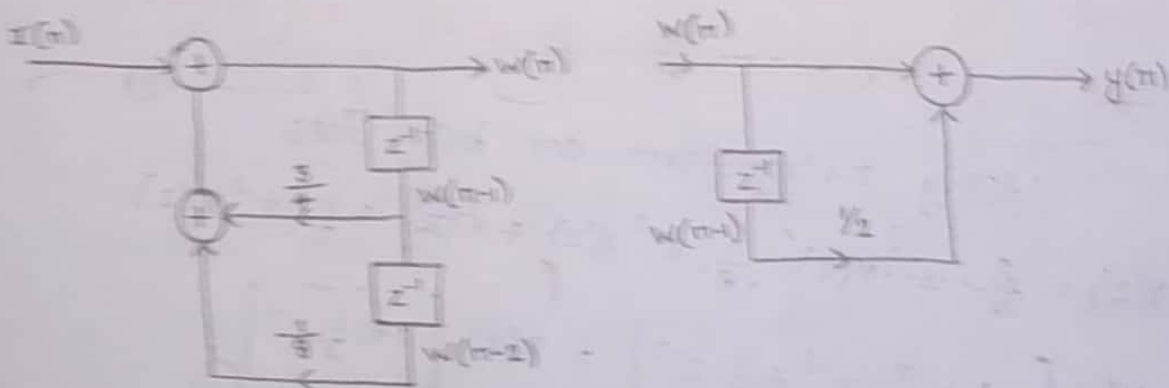 x(n)
+
w(n)
z⁻¹
3/4
w(n-1)
+
z⁻¹
w(n-2)
w(n)
+
y(n)
z⁻¹
w(n-1)
1/2